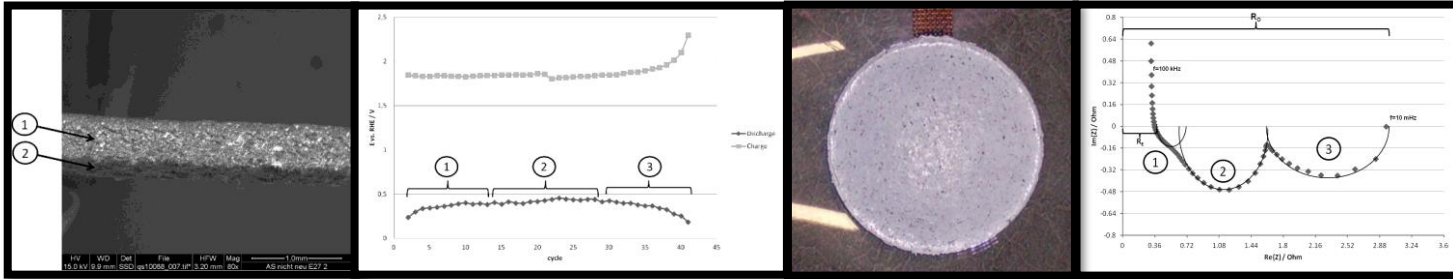 1
2
HV WD Det File HFW Mag 1.0mm
15.0 kV 9.9 mm SSD qs10088_007.tif* 3.20 mm 80x AS nicht neu E27 2
E vs. RHE / V
2,5
2
1,5
1
0,5
0
0 5 10 15 20 25 30 35 40 45
cycle
Discharge
Charge
1 2 3
Im(Z) / Ohm
0.8
0.64
0.48
0.32
0.16
0
-0.16
-0.32
-0.48
-0.64
-0.8
0 0.36 0.72 1.08 1.44 1.8 2.16 2.52 2.88 3.24
Re(Z) / Ohm
f=100 kHz
f=10 mHz
1 2 3